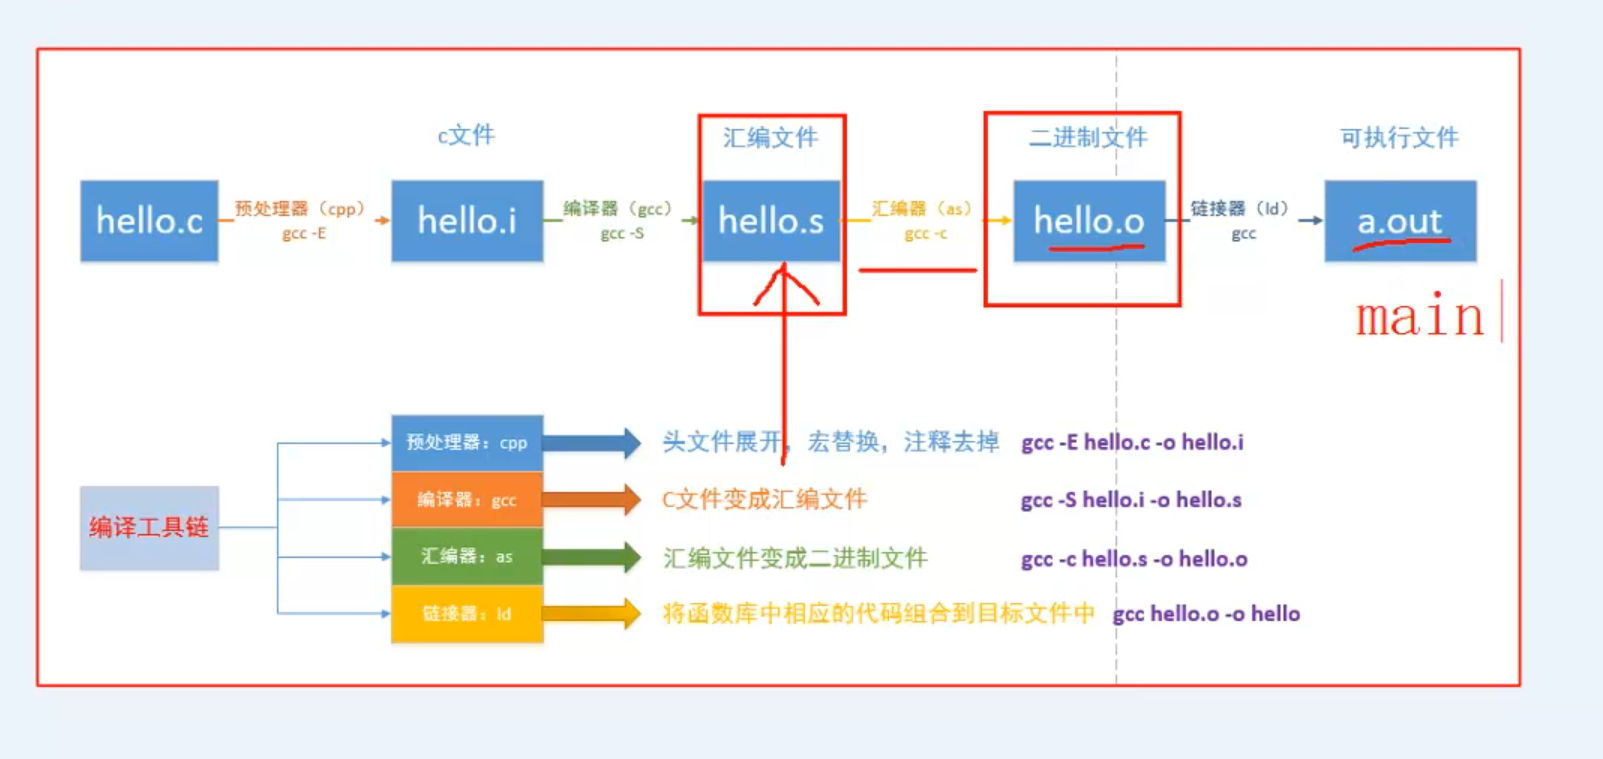 c文件
汇编文件
二进制文件
可执行文件
hello.c
预处理器（cpp）
gcc -E
hello.i
编译器（gcc）
gcc -S
hello.s
汇编器（as）
gcc -c
hello.o
链接器（ld）
gcc
a.out
main
编译工具链
预处理器：cpp
头文件展开，宏替换，注释去掉
gcc -E hello.c -o hello.i
编译器：gcc
C文件变成汇编文件
gcc -S hello.i -o hello.s
汇编器：as
汇编文件变成二进制文件
gcc -c hello.s -o hello.o
链接器：ld
将函数库中相应的代码组合到目标文件中
gcc hello.o -o hello